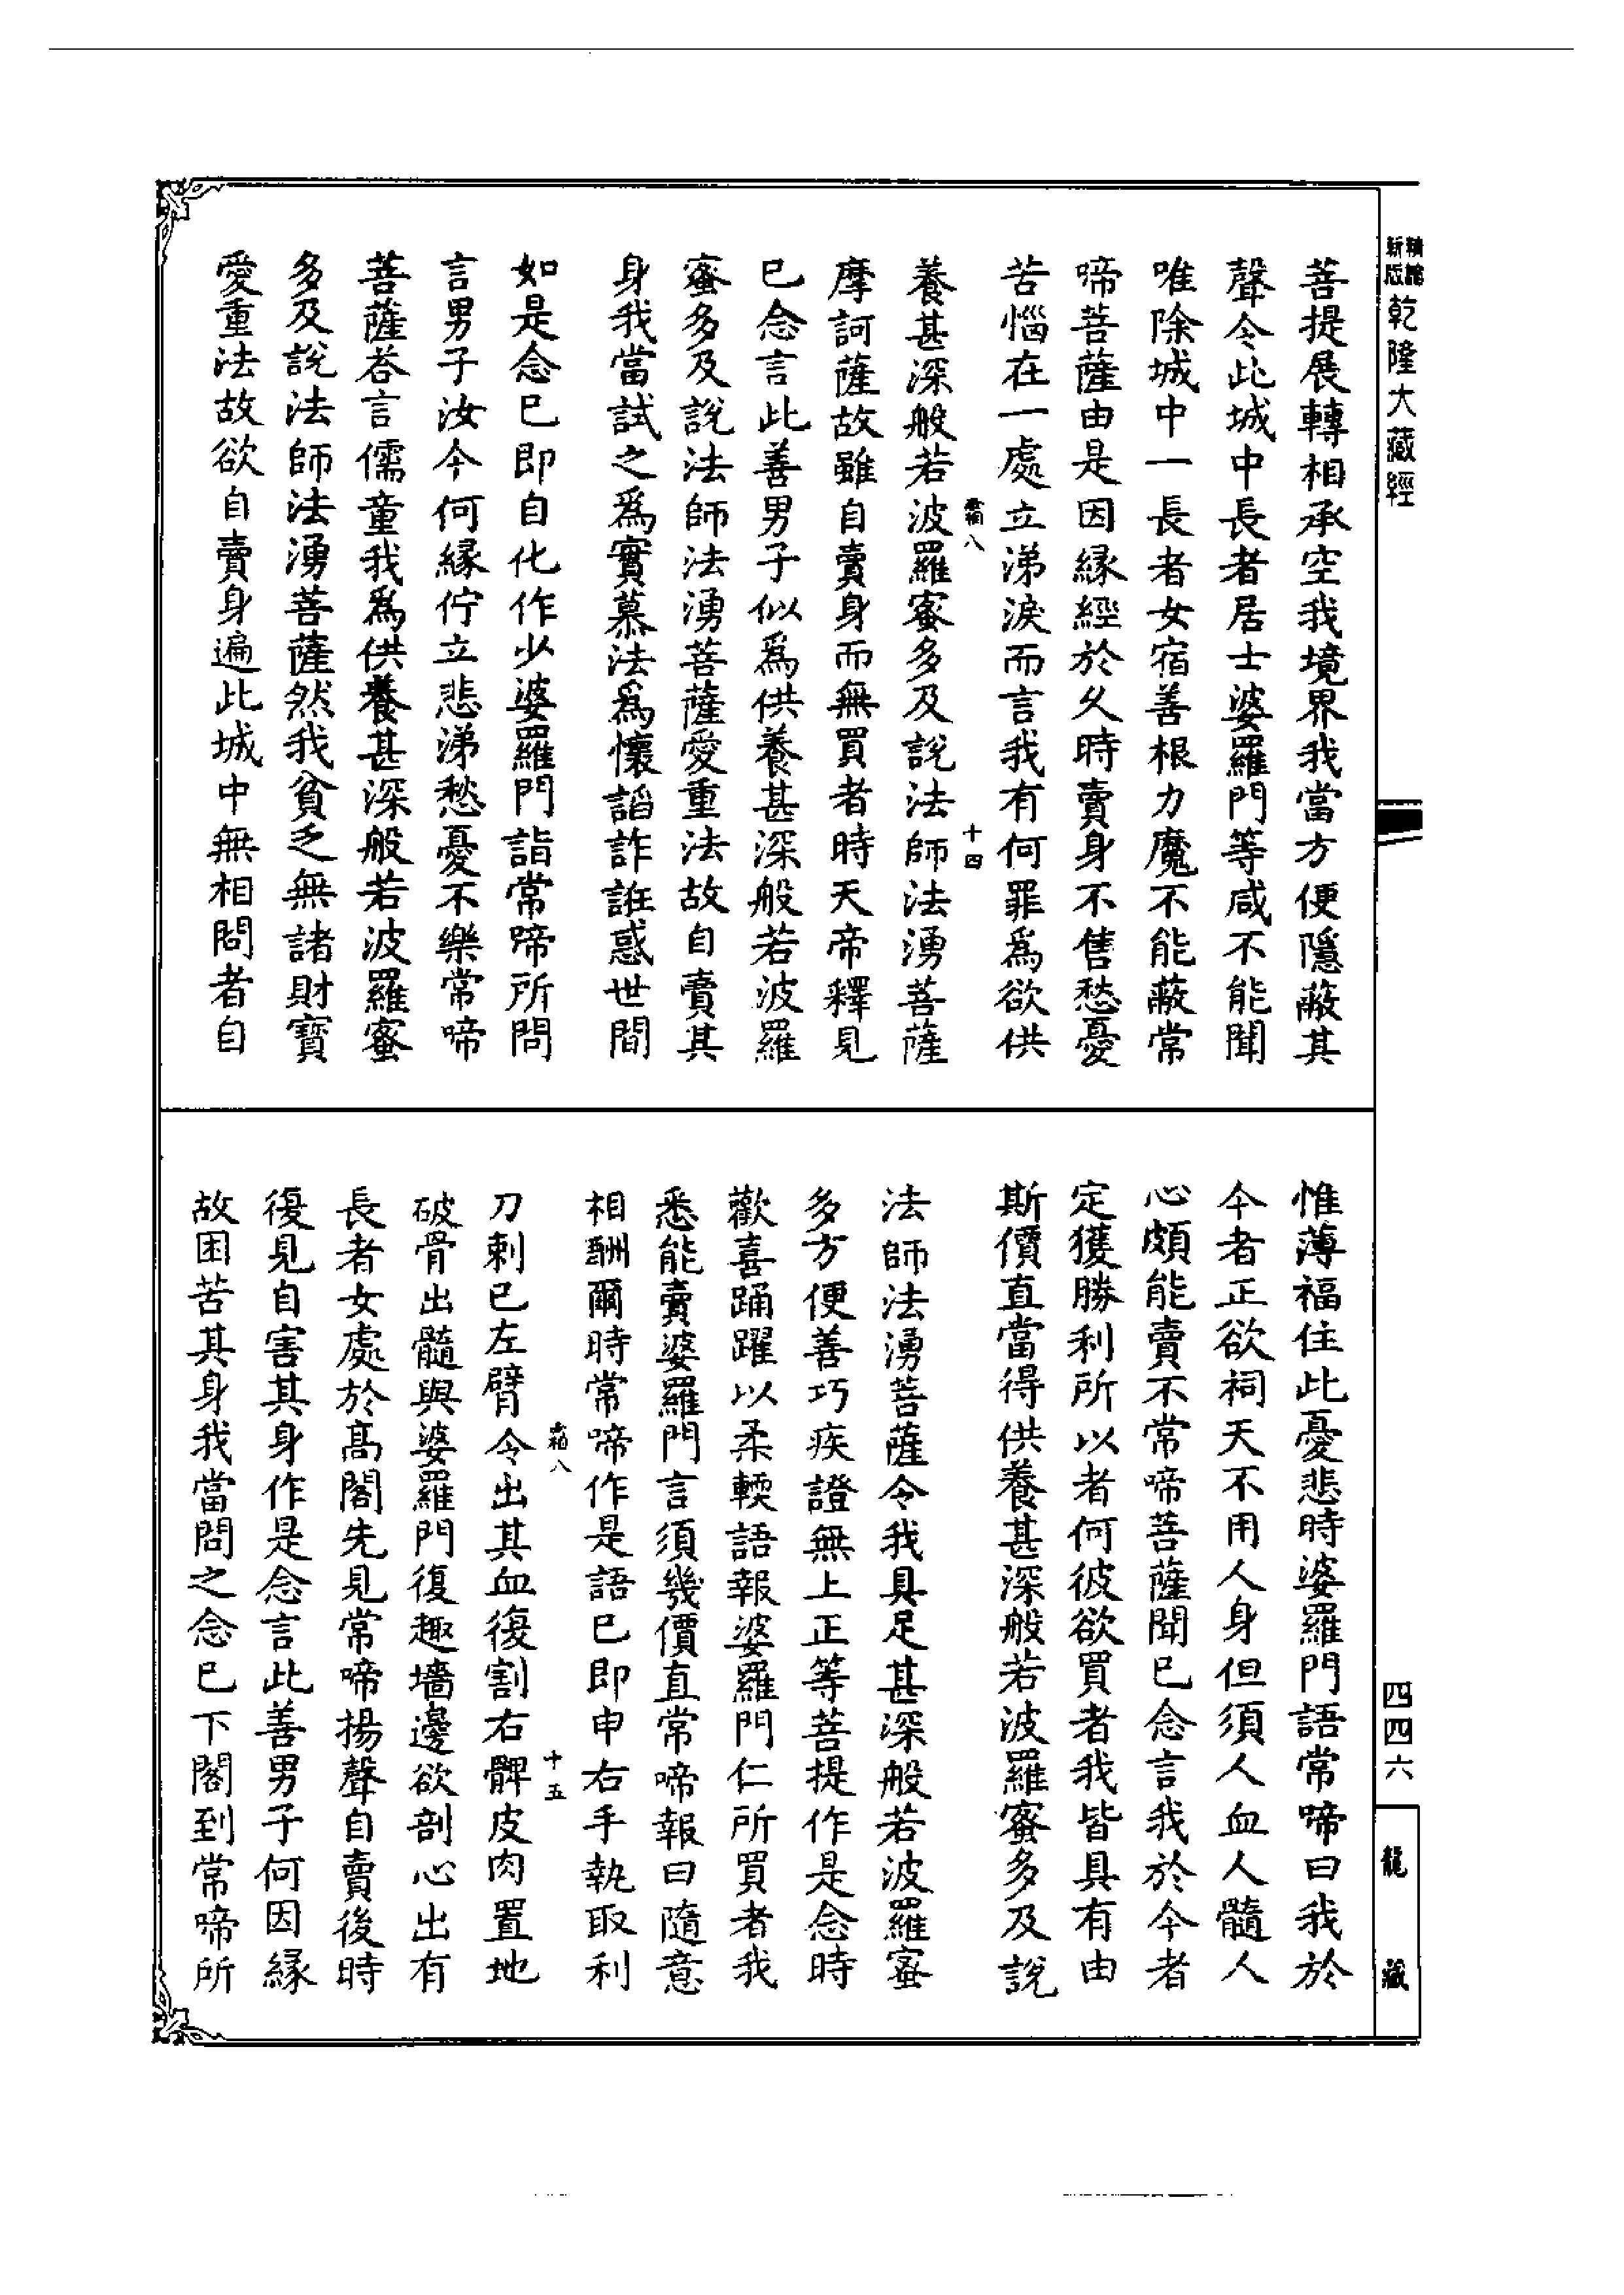 精縮新版乾隆大藏經
菩提展轉相承空我境界我當方便隱蔽其
聲令此城中長者居士婆羅門等咸不能聞
唯除城中一長者女宿善根力魔不能蔽常
啼菩薩由是因緣經於久時賣身不售愁憂
苦惱在一處立涕淚而言我有何罪爲欲供
霜八 十四
養甚深般若波羅蜜多及說法師法湧菩薩
摩訶薩故雖自賣身而無買者時天帝釋見
已念言此善男子似爲供養甚深般若波羅
蜜多及說法師法湧菩薩愛重法故自賣其
身我當試之爲實慕法爲懷諂詐誑惑世間
如是念已即自化作少婆羅門詣常啼所問
言男子汝今何緣佇立悲涕愁憂不樂常啼
菩薩荅言儒童我爲供養甚深般若波羅蜜
多及說法師法湧菩薩然我貧乏無諸財寶
愛重法故欲自賣身遍此城中無相問者自
惟薄福住此憂悲時婆羅門語常啼曰我於
今者正欲祠天不用人身但須人血人髓人
心頗能賣不常啼菩薩聞已念言我於今者
定獲勝利所以者何彼欲買者我皆具有由
斯價直當得供養甚深般若波羅蜜多及說
法師法湧菩薩令我具足甚深般若波羅蜜
多方便善巧疾證無上正等菩提作是念時
歡喜踊躍以柔輭語報婆羅門仁所買者我
悉能賣婆羅門言須幾價直常啼報曰隨意
相酬爾時常啼作是語已即申右手執取利
霜八 十五
刀刺已左臂令出其血復割右髀皮肉置地
破骨出髓與婆羅門復趣墻邊欲剖心出有
長者女處於高閣先見常啼揚聲自賣後時
復見自害其身作是念言此善男子何因緣
故困苦其身我當問之念已下閣到常啼所
四四六
龍藏